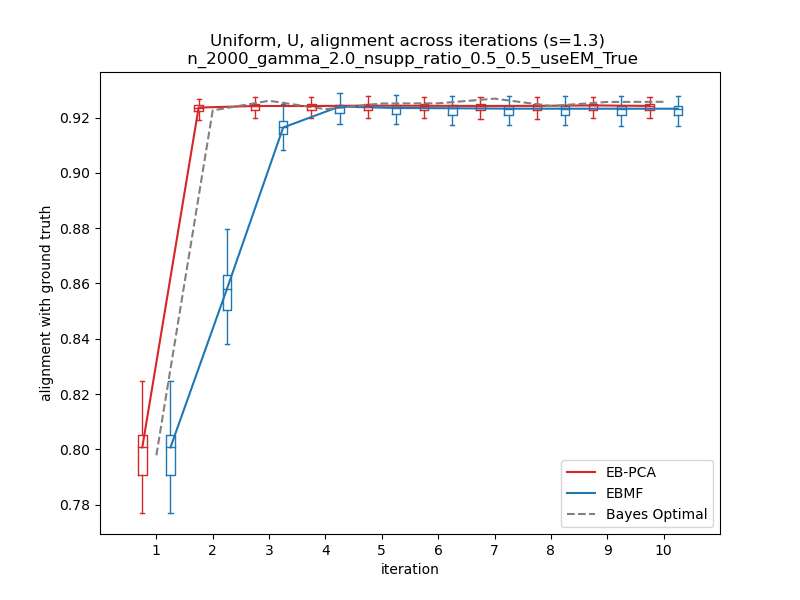 Uniform, U, alignment across iterations (s=1.3)
n_2000_gamma_2.0_nsupp_ratio_0.5_0.5_useEM_True
alignment with ground truth
0.92
0.90
0.88
0.86
0.84
0.82
0.80
0.78
EB-PCA
EBMF
Bayes Optimal
1 2 3 4 5 6 7 8 9 10
iteration